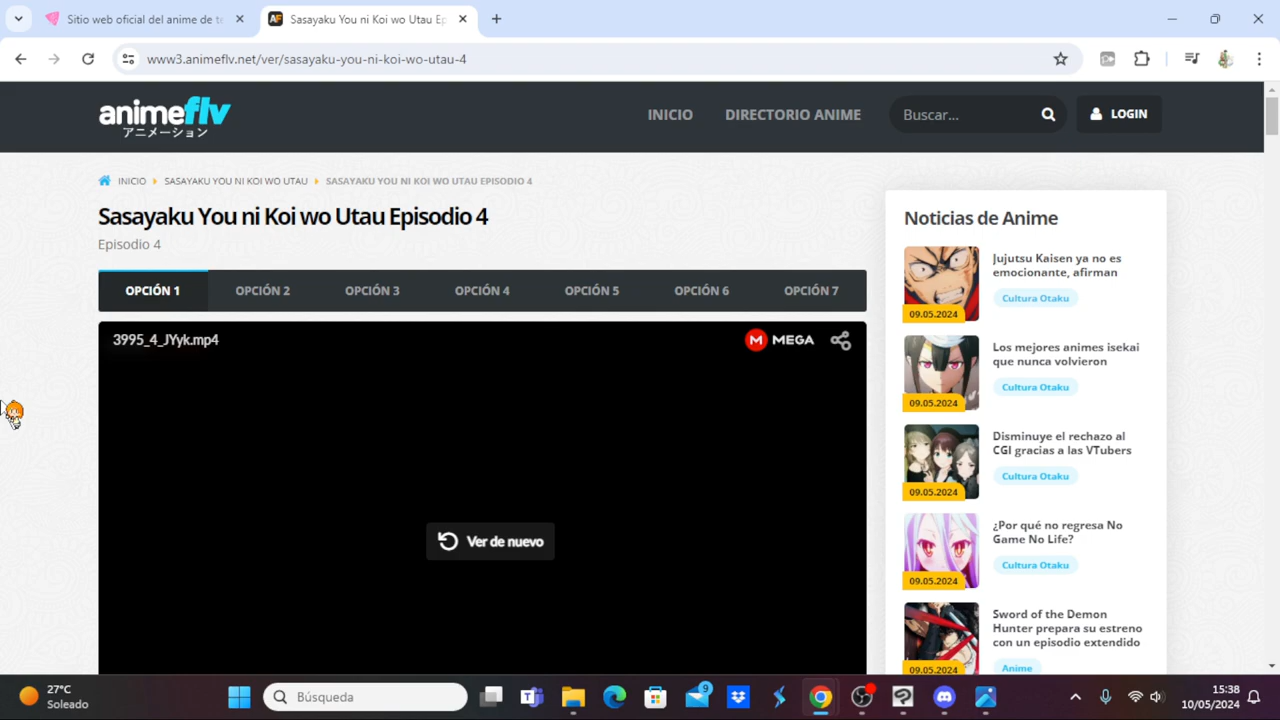 Sitio web oficial del anime de te
Sasayaku You ni Koi wo Utau Ep
www3.animeflv.net/ver/sasayaku-you-ni-koi-wo-utau-4
animeflv
アニメーション
INICIO
DIRECTORIO ANIME
Buscar...
LOGIN
INICIO
SASAYAKU YOU NI KOI WO UTAU
SASAYAKU YOU NI KOI WO UTAU EPISODIO 4
Sasayaku You ni Koi wo Utau Episodio 4
Episodio 4
OPCIÓN 1
OPCIÓN 2
OPCIÓN 3
OPCIÓN 4
OPCIÓN 5
OPCIÓN 6
OPCIÓN 7
3995_4_JYyk.mp4
M MEGA
Ver de nuevo
Noticias de Anime
Jujutsu Kaisen ya no es
emocionante, afirman
Cultura Otaku
09.05.2024
Los mejores animes isekai
que nunca volvieron
Cultura Otaku
09.05.2024
Disminuye el rechazo al
CGI gracias a las VTubers
Cultura Otaku
09.05.2024
¿Por qué no regresa No
Game No Life?
Cultura Otaku
09.05.2024
Sword of the Demon
Hunter prepara su estreno
con un episodio extendido
Anime
09.05.2024
27°C
Soleado
Búsqueda
9
15:38
10/05/2024